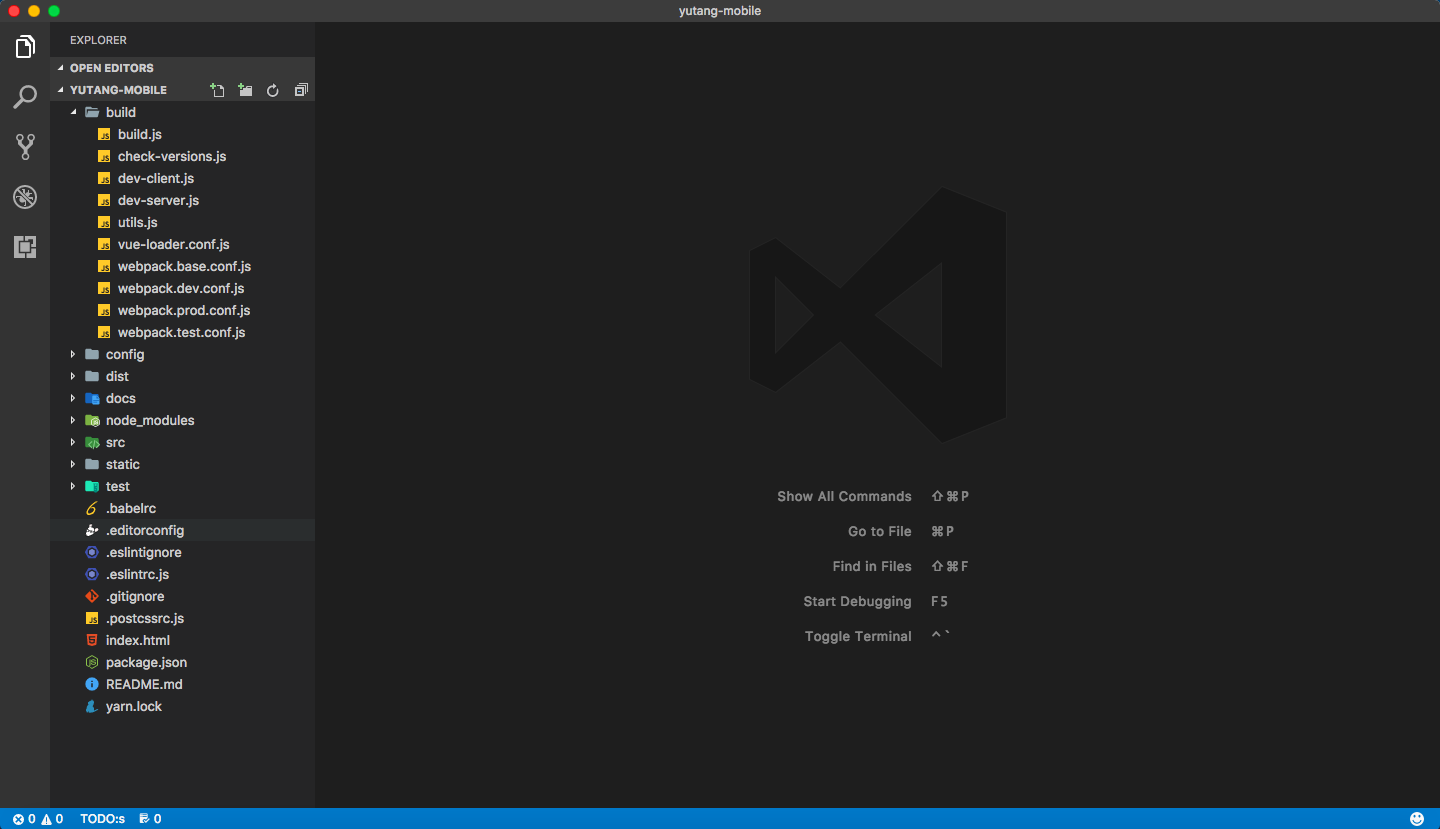 yutang-mobile
EXPLORER
OPEN EDITORS
YUTANG-MOBILE
build
build.js
check-versions.js
dev-client.js
dev-server.js
utils.js
vue-loader.conf.js
webpack.base.conf.js
webpack.dev.conf.js
webpack.prod.conf.js
webpack.test.conf.js
config
dist
docs
node_modules
src
static
test
.babelrc
.editorconfig
.eslintignore
.eslintrc.js
.gitignore
.postcssrc.js
index.html
package.json
README.md
yarn.lock
Show All Commands ⇧⌘P
Go to File ⌘P
Find in Files ⇧⌘F
Start Debugging F5
Toggle Terminal ^`
0 0 TODO:s 0